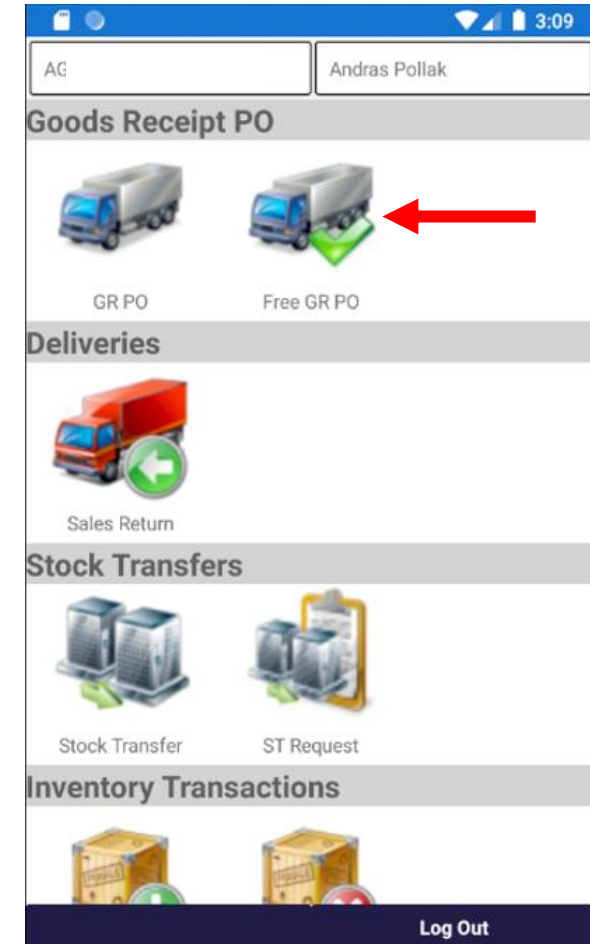 3:09
AG
Andras Pollak
Goods Receipt PO
GR PO
Free GR PO
Deliveries
Sales Return
Stock Transfers
Stock Transfer
ST Request
Inventory Transactions
Log Out